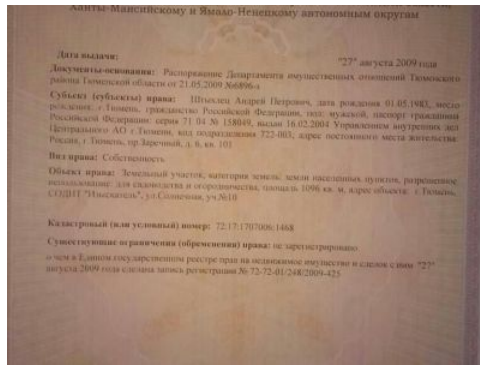 Ханты-Мансийскому и Ямало-Ненецкому автономным округам
Дата выдачи: "27" августа 2009 года
Документы-основания: Распоряжение Департамента имущественных отношений Тюменского
района Тюменской области от 21.05.2009 №6896-з
Субъект (субъекты) права: Андрей Петрович, дата рождения 01.05.1983, место
рождения: г.Тюмень, гражданство Российской Федерации, пол: мужской, паспорт гражданина
Российской Федерации: серия 71 04 № 158049, выдан 16.02.2004 Управлением внутренних дел
Центрального АО г.Тюмени, код подразделения 722-003, адрес постоянного места жительства:
Россия, г.Тюмень, пр.Заречный, д. 6, кв. 101
Вид права: Собственность
Объект права: Земельный участок, категория земель: земли населенных пунктов, разрешенное
использование: для садоводства и огородничества, площадь 1096 кв. м, адрес объекта: г.Тюмень,
"Изыскатель", ул.Солнечная, уч.№10
Кадастровый (или условный) номер: 72:17:1707006:1468
Существующие ограничения (обременения) права: не зарегистрировано
о чем в Едином государственном реестре прав на недвижимое имущество и сделок с ним "27"
августа 2009 года сделана запись регистрации № 72-72-01/248/2009-425